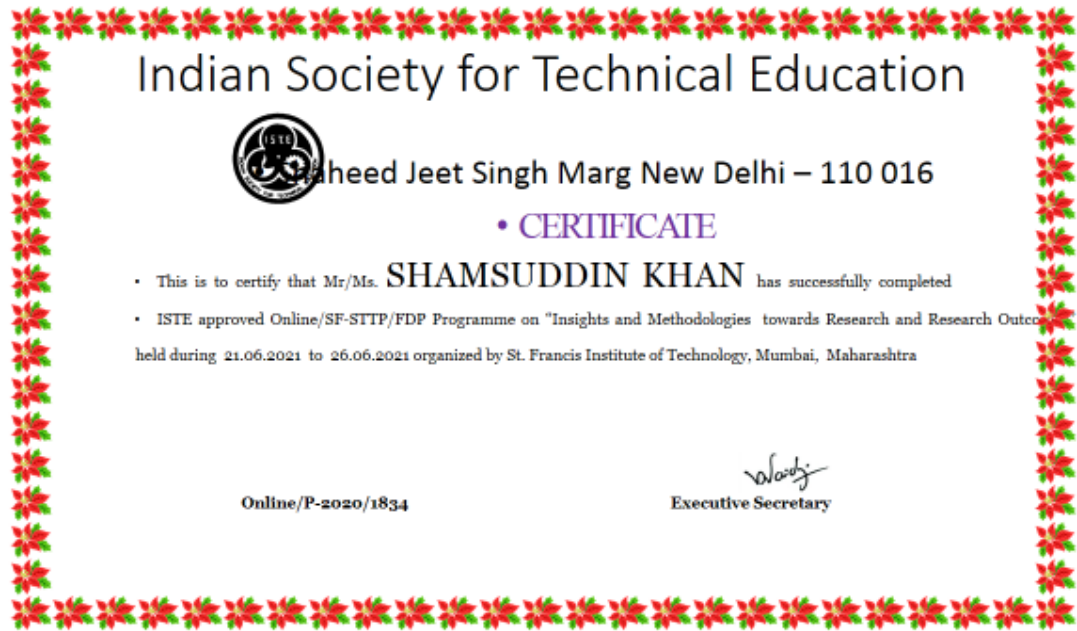 Indian Society for Technical Education
ISTE
haheed Jeet Singh Marg New Delhi – 110 016
• CERTIFICATE
• This is to certify that Mr/Ms. SHAMSUDDIN KHAN has successfully completed
• ISTE approved Online/SF-STTP/FDP Programme on "Insights and Methodologies towards Research and Research Outco
held during 21.06.2021 to 26.06.2021 organized by St. Francis Institute of Technology, Mumbai, Maharashtra
Online/P-2020/1834
Executive Secretary